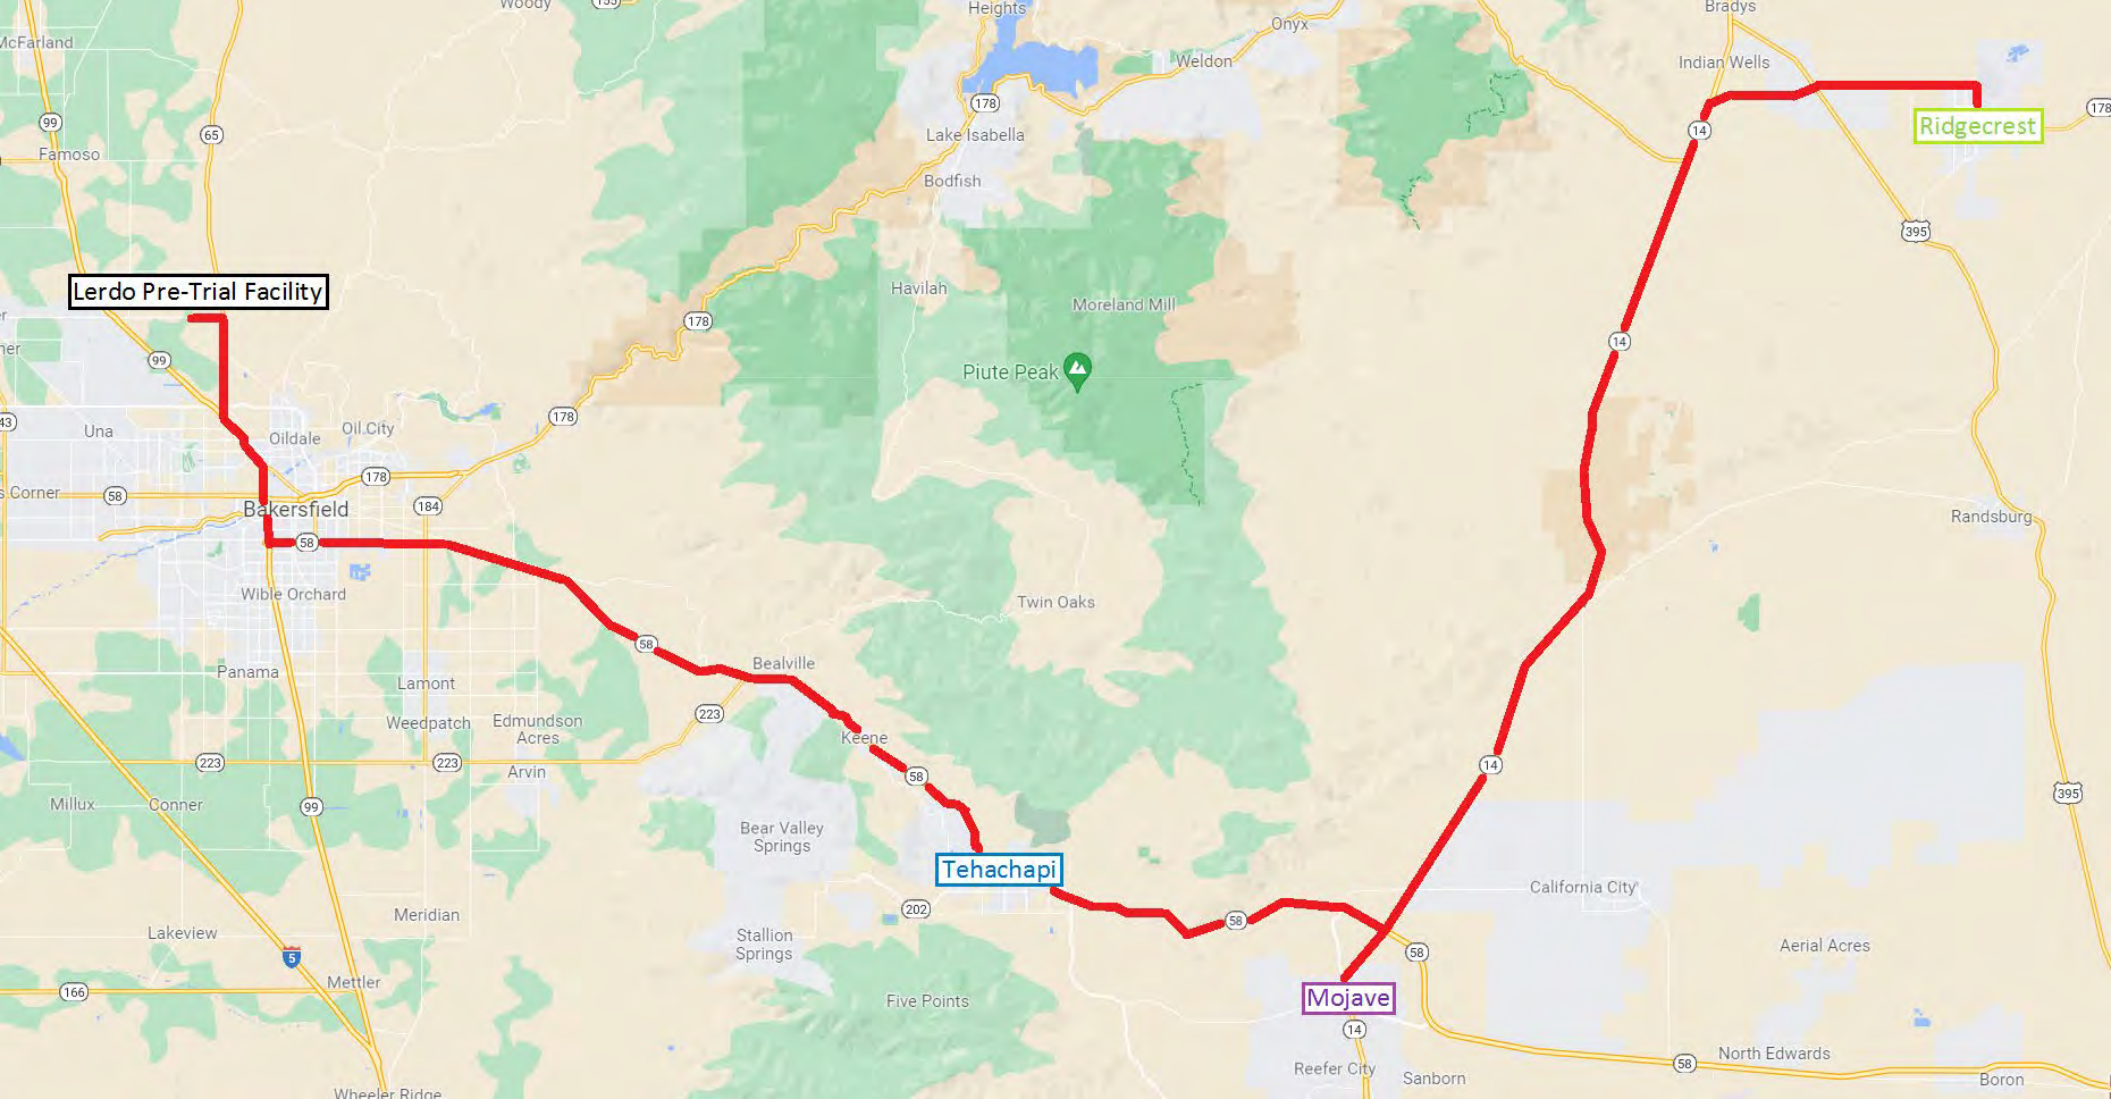 Woody
155
Heights
Onyx
Bradys
McFarland
Weldon
Indian Wells
99
65
178
Lake Isabella
14
Ridgecrest
178
Famoso
Bodfish
395
Lerdo Pre-Trial Facility
Havilah
Moreland Mill
178
14
99
Piute Peak
43
178
Una
Oildale
Oil City
178
58
s Corner
Bakersfield
184
Randsburg
58
Wible Orchard
Twin Oaks
58
Panama
Bealville
Lamont
223
Weedpatch
Edmundson
Acres
Keene
223
223
Arvin
58
14
395
Millux
Conner
99
Bear Valley
Springs
Tehachapi
California City
202
Meridian
58
Lakeview
Stallion
Springs
58
Aerial Acres
5
Mettler
166
Five Points
Mojave
14
58
North Edwards
Reefer City
Sanborn
Boron
Wheeler Ridge